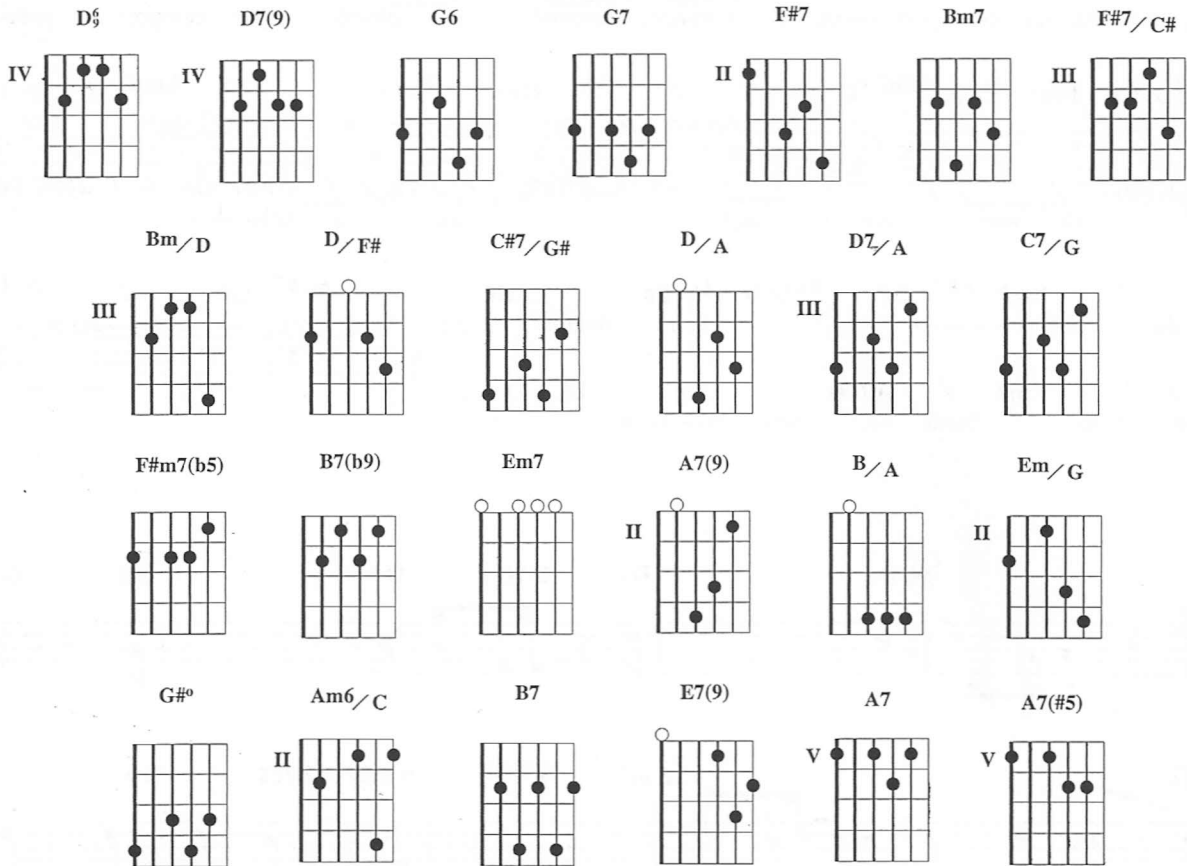 D6/9 D7(9) G6 G7 F#7 Bm7 F#7/C#
IV IV II III
Bm/D D/F# C#7/G# D/A D7/A C7/G
III III
F#m7(b5) B7(b9) Em7 A7(9) B/A Em/G
II II
G#º Am6/C B7 E7(9) A7 A7(#5)
II V V